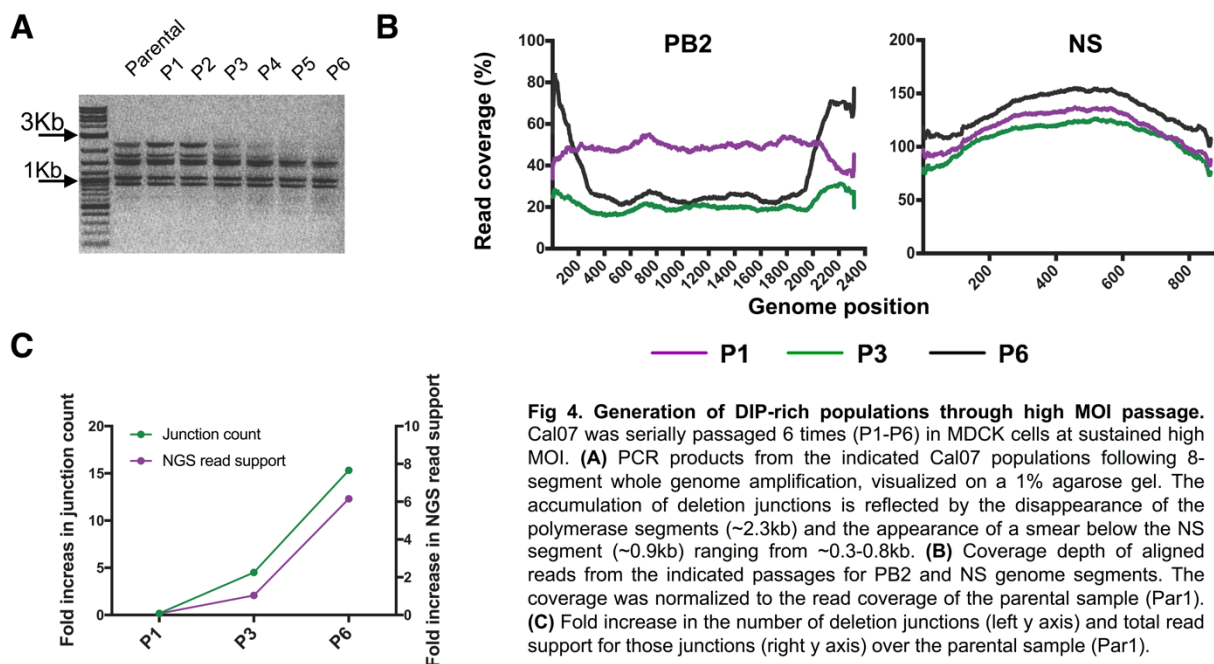 A
Parental
P1
P2
P3
P4
P5
P6
3Kb
1Kb
B
PB2
NS
Read coverage (%)
100
80
60
40
20
0
200
400
600
800
1000
1200
1400
1600
1800
2000
2200
2400
200
150
100
50
0
200
400
600
800
Genome position
P1
P3
P6
C
Fold increas in junction count
20
15
10
5
0
Junction count
NGS read support
10
8
6
4
2
0
Fold increase in NGS read support
P1
P3
P6
Fig 4. Generation of DIP-rich populations through high MOI passage.
Cal07 was serially passaged 6 times (P1-P6) in MDCK cells at sustained high
MOI. (A) PCR products from the indicated Cal07 populations following 8-
segment whole genome amplification, visualized on a 1% agarose gel. The
accumulation of deletion junctions is reflected by the disappearance of the
polymerase segments (~2.3kb) and the appearance of a smear below the NS
segment (~0.9kb) ranging from ~0.3-0.8kb. (B) Coverage depth of aligned
reads from the indicated passages for PB2 and NS genome segments. The
coverage was normalized to the read coverage of the parental sample (Par1).
(C) Fold increase in the number of deletion junctions (left y axis) and total read
support for those junctions (right y axis) over the parental sample (Par1).